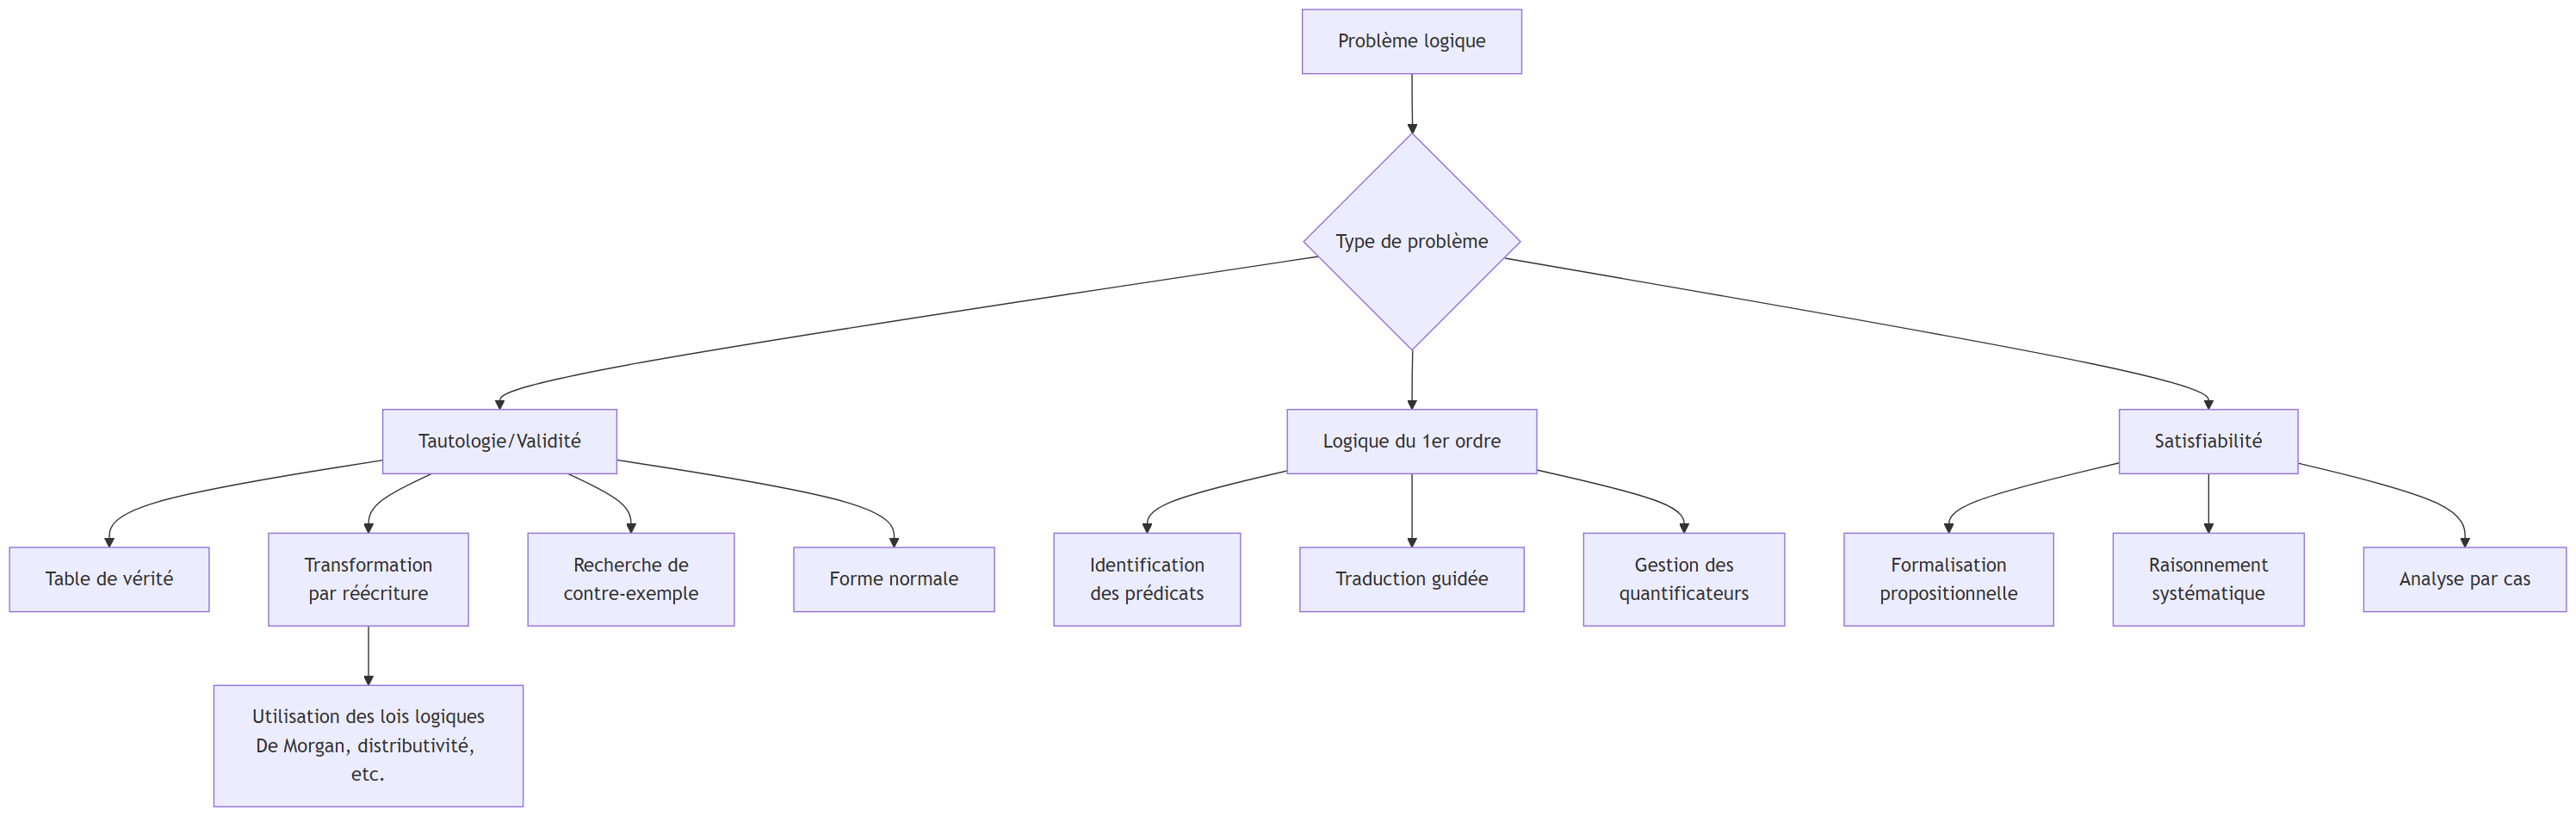 Problème logique
Type de problème
Tautologie/Validité
Logique du 1er ordre
Satisfiabilité
Table de vérité
Transformation
par réécriture
Recherche de
contre-exemple
Forme normale
Identification
des prédicats
Traduction guidée
Gestion des
quantificateurs
Formalisation
propositionnelle
Raisonnement
systématique
Analyse par cas
Utilisation des lois logiques
De Morgan, distributivité,
etc.